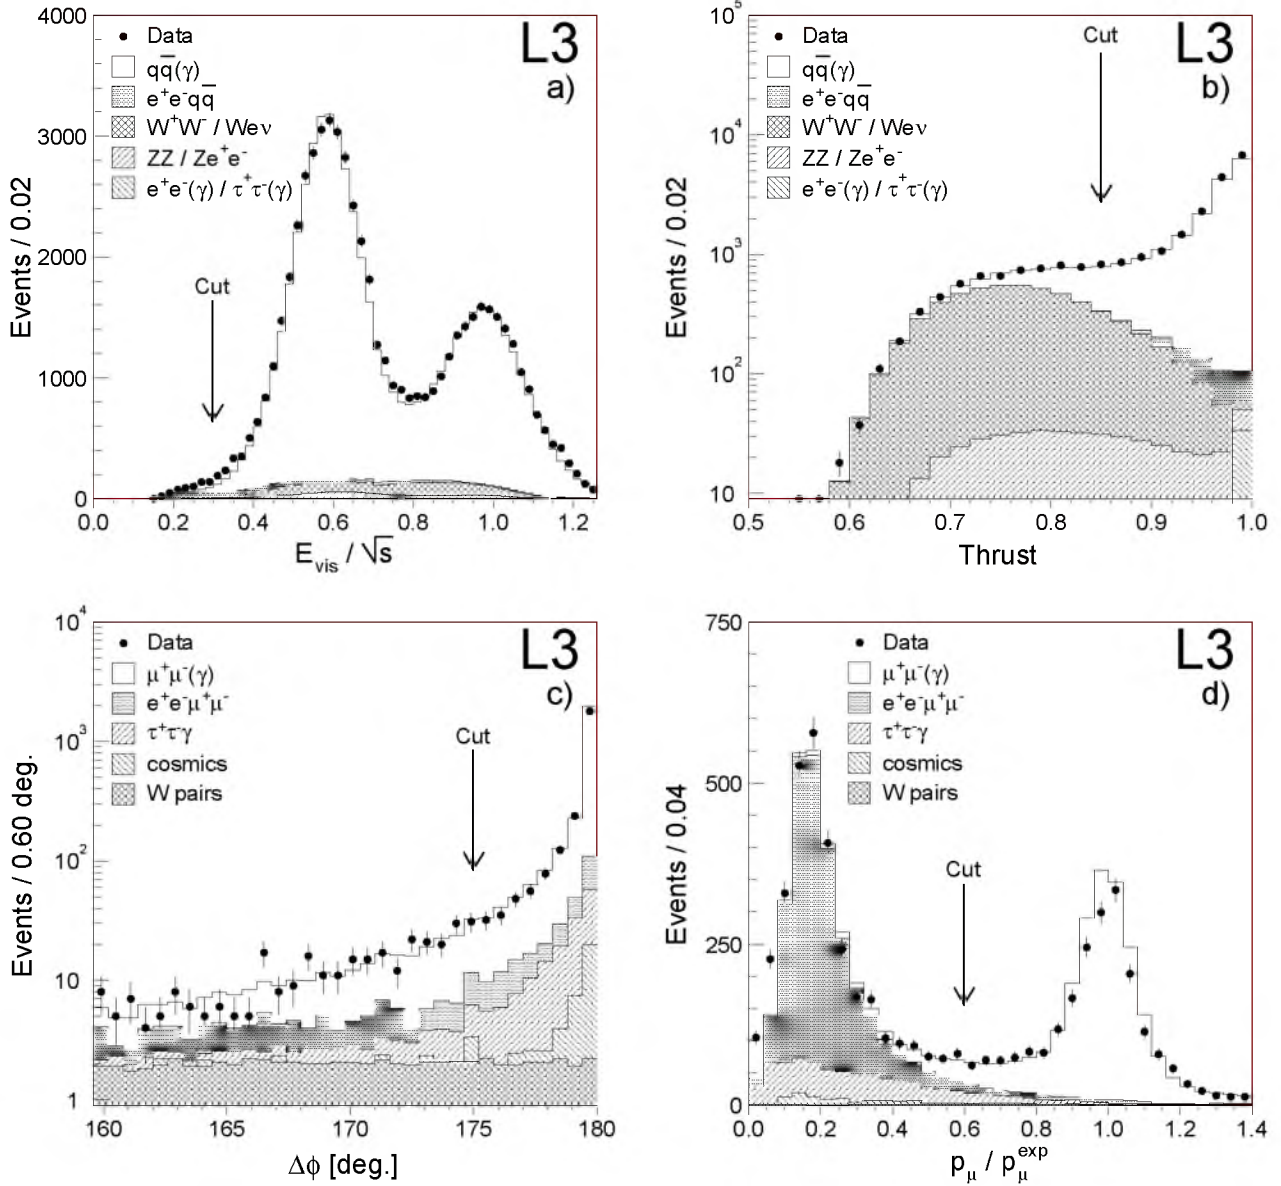 4000
3000
2000
1000
0
Events / 0.02
L3
a)
Data
qq̅(γ)
e⁺e⁻qq̅
W⁺W⁻ / Weν
ZZ / Ze⁺e⁻
e⁺e⁻(γ) / τ⁺τ⁻(γ)
Cut
0.0 0.2 0.4 0.6 0.8 1.0 1.2
E_vis / √s
10⁵
10⁴
10³
10²
10
Events / 0.02
L3
b)
Data
qq̅(γ)
e⁺e⁻qq̅
W⁺W⁻ / Weν
ZZ / Ze⁺e⁻
e⁺e⁻(γ) / τ⁺τ⁻(γ)
Cut
0.5 0.6 0.7 0.8 0.9 1.0
Thrust
10⁴
10³
10²
10
1
Events / 0.60 deg.
L3
c)
Data
μ⁺μ⁻(γ)
e⁺e⁻μ⁺μ⁻
τ⁺τ⁻γ
cosmics
W pairs
Cut
160 165 170 175 180
Δϕ [deg.]
750
500
250
0
Events / 0.04
L3
d)
Data
μ⁺μ⁻(γ)
e⁺e⁻μ⁺μ⁻
τ⁺τ⁻γ
cosmics
W pairs
Cut
0.0 0.2 0.4 0.6 0.8 1.0 1.2 1.4
p_μ / p_μ^exp